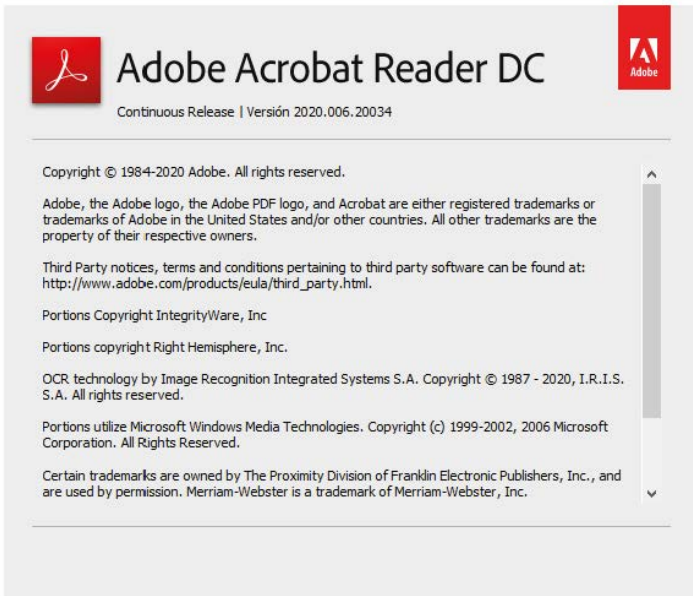 Adobe Acrobat Reader DC
Adobe
Continuous Release | Versión 2020.006.20034
Copyright © 1984-2020 Adobe. All rights reserved.
Adobe, the Adobe logo, the Adobe PDF logo, and Acrobat are either registered trademarks or
trademarks of Adobe in the United States and/or other countries. All other trademarks are the
property of their respective owners.
Third Party notices, terms and conditions pertaining to third party software can be found at:
http://www.adobe.com/products/eula/third_party.html.
Portions Copyright IntegrityWare, Inc
Portions copyright Right Hemisphere, Inc.
OCR technology by Image Recognition Integrated Systems S.A. Copyright © 1987 - 2020, I.R.I.S.
S.A. All rights reserved.
Portions utilize Microsoft Windows Media Technologies. Copyright (c) 1999-2002, 2006 Microsoft
Corporation. All Rights Reserved.
Certain trademarks are owned by The Proximity Division of Franklin Electronic Publishers, Inc., and
are used by permission. Merriam-Webster is a trademark of Merriam-Webster, Inc.